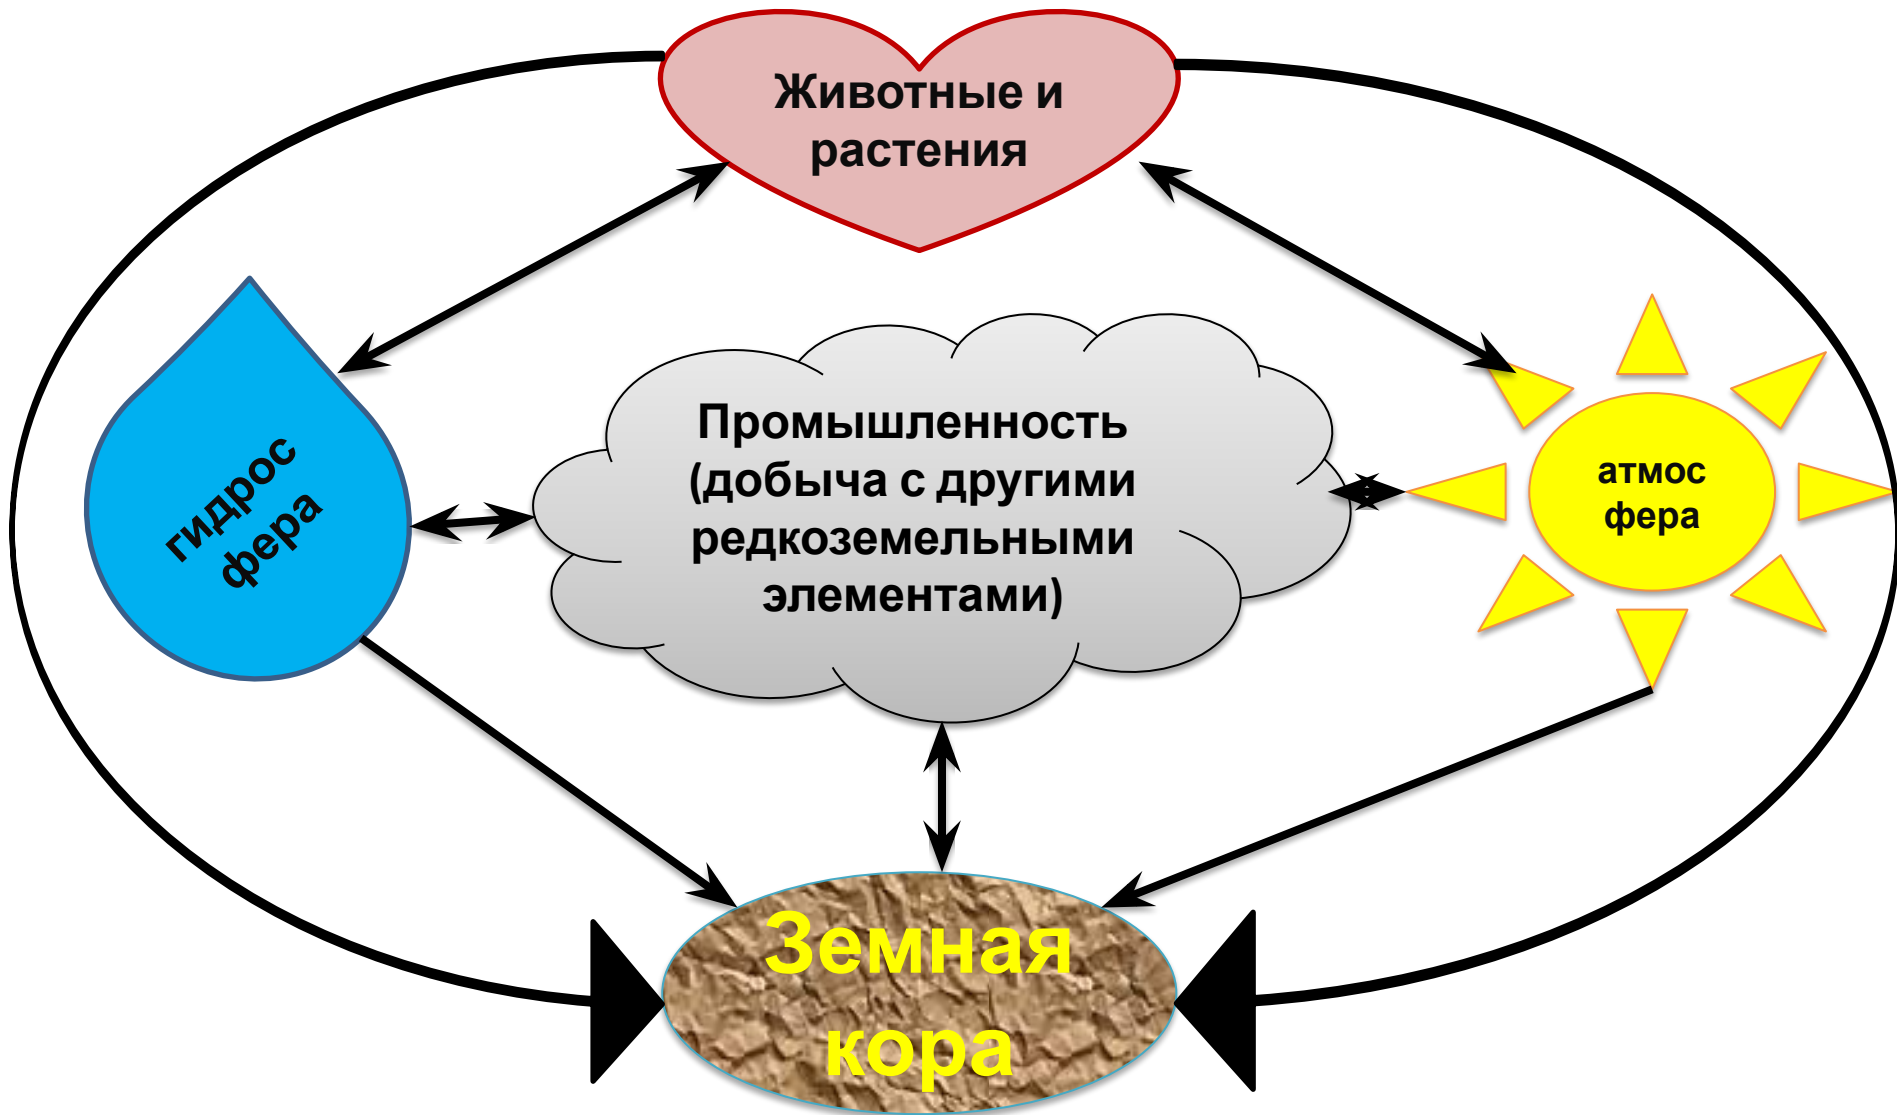 Животные и
растения
гидрос
фера
Промышленность
(добыча с другими
редкоземельными
элементами)
атмос
фера
Земная
кора